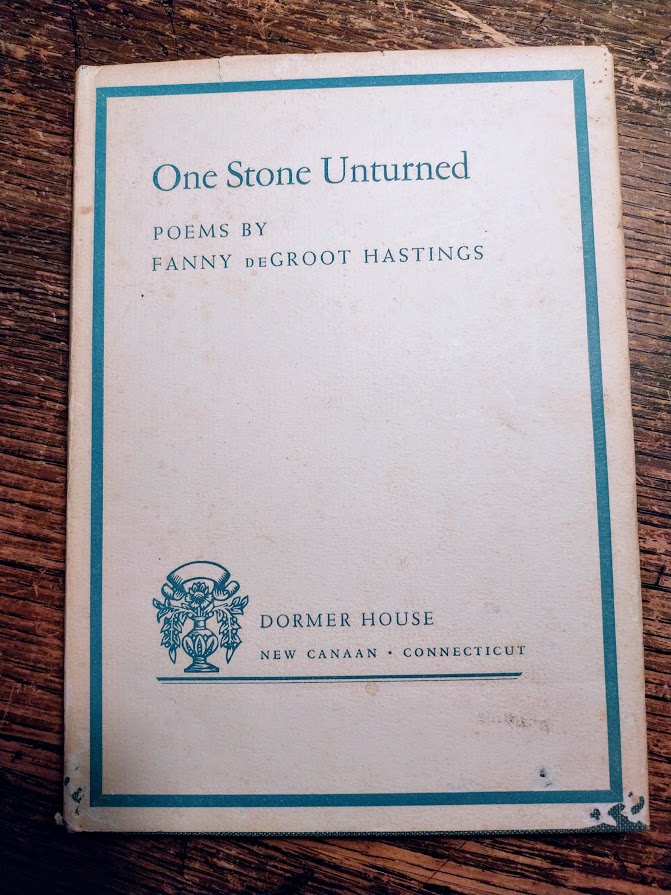 One Stone Unturned
POEMS BY
FANNY DEGROOT HASTINGS
DORMER HOUSE
NEW CANAAN • CONNECTICUT